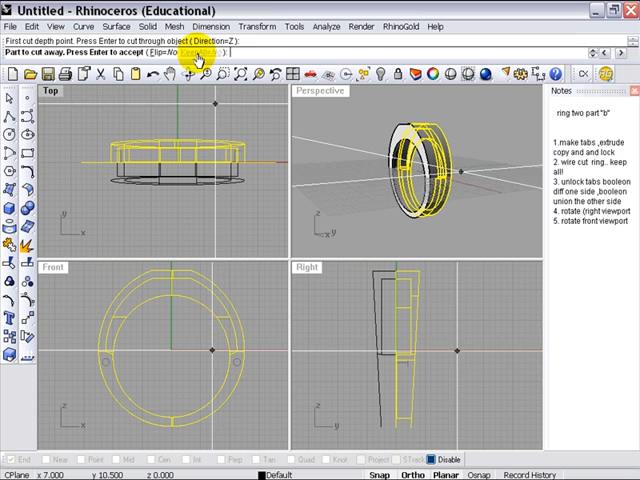 Untitled - Rhinoceros (Educational)
File Edit View Curve Surface Solid Mesh Dimension Transform Tools Analyze Render RhinoGold Help
First cut depth point. Press Enter to cut through object ( Direction=Z ):
Part to cut away. Press Enter to accept ( Flip=No
Top
Perspective
Front
Right
y
x
z
x
y
z
x
z
y
Notes
ring two part "b"
1.make tabs ,extrude
copy and and lock
2. wire cut ring.. keep
all!
3. unlock tabs boolean
diff one side ,booleon
union the other side
4. rotate (right viewport
5. rotate front viewport
End Near Point Mid Cen Int Perp Tan Quad Knot Project STrack Disable
CPlane x 7.000 y 10.500 z 0.000 Default Snap Ortho Planar Osnap Record History